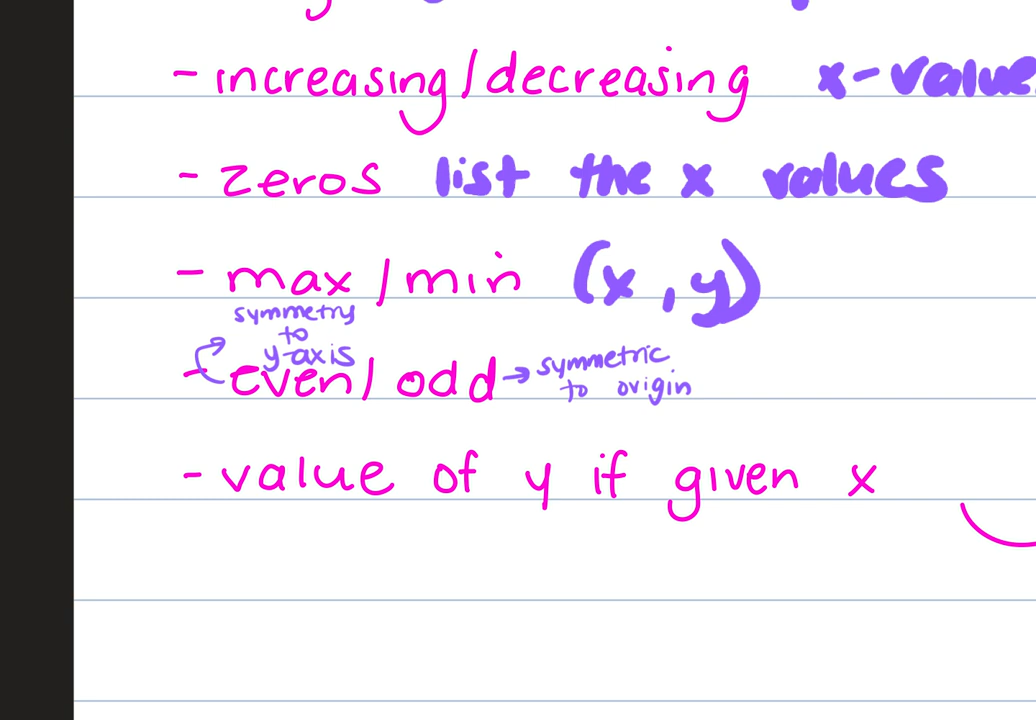 - increasing/decreasing x-value
- zeros list the x values
- max/min (x,y)
symmetry
to
y-axis
- even/odd → symmetric
to origin
- value of y if given x